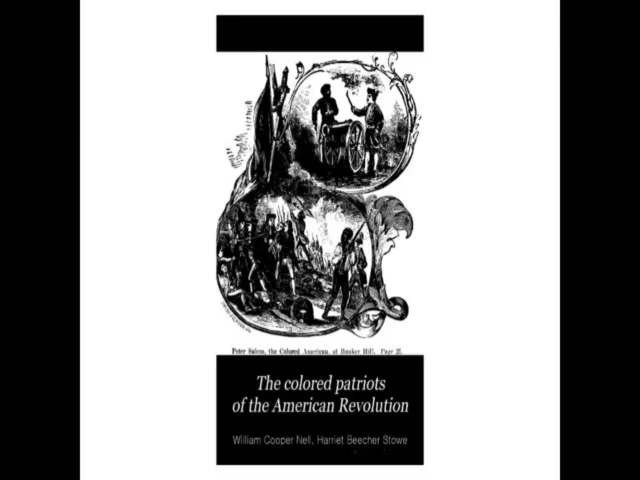 Peter Salem, the Colored American, at Bunker Hill. Page 21.
The colored patriots
of the American Revolution
William Cooper Nell, Harriet Beecher Stowe